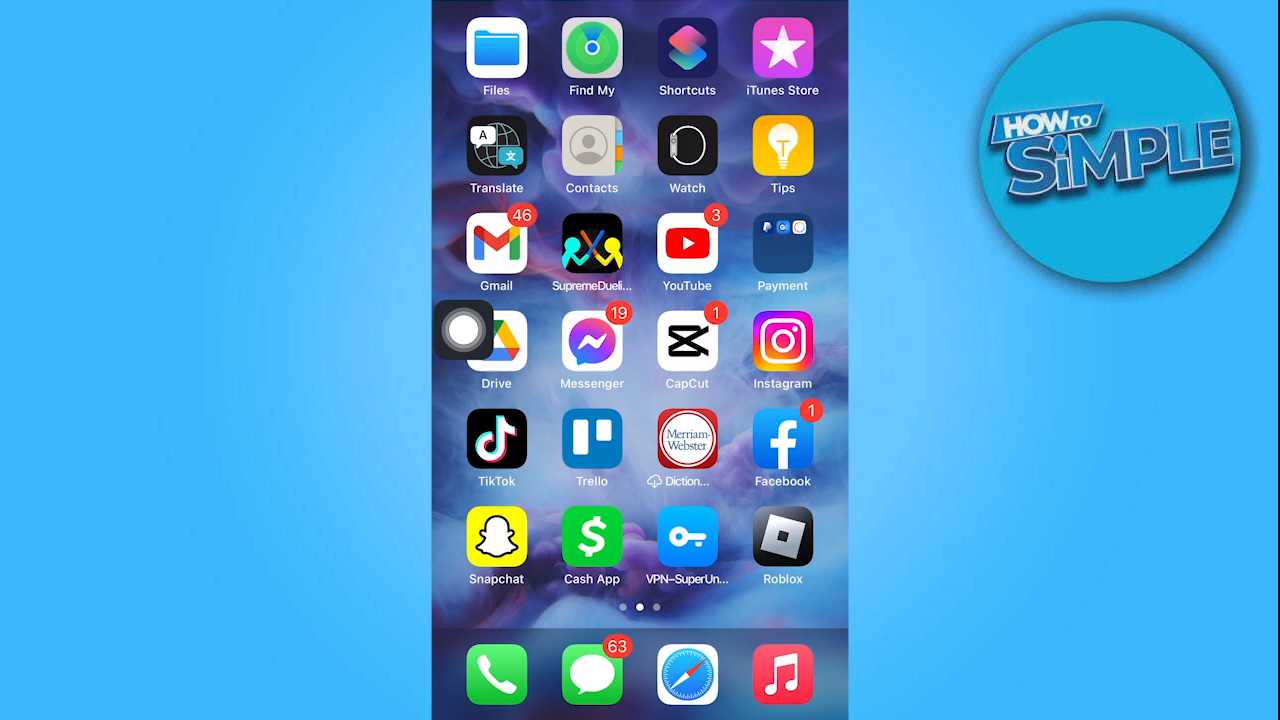 HOW TO
SiMPLE
Files
Find My
Shortcuts
iTunes Store
A
文
Translate
Contacts
Watch
T
Tips
46
3
Gmail
SupremeDueli...
YouTube
Payment
19
1
Drive
Messenger
CapCut
Instagram
1
Merriam-
Webster
TikTok
Trello
Diction...
Facebook
Snapchat
Cash App
VPN–SuperUn...
Roblox
63